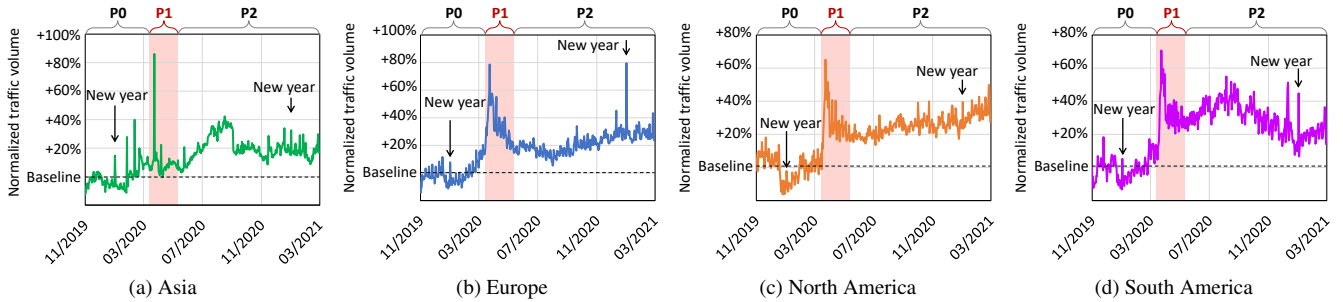 P0 P1 P2
Normalized traffic volume
+100%
+80%
+60%
+40%
+20%
Baseline
New year
New year
11/2019 03/2020 07/2020 11/2020 03/2021
(a) Asia
P0 P1 P2
Normalized traffic volume
+100%
+80%
+60%
+40%
+20%
Baseline
New year
New year
11/2019 03/2020 07/2020 11/2020 03/2021
(b) Europe
P0 P1 P2
Normalized traffic volume
+80%
+60%
+40%
+20%
Baseline
New year
New year
11/2019 03/2020 07/2020 11/2020 03/2021
(c) North America
P0 P1 P2
Normalized traffic volume
+80%
+60%
+40%
+20%
Baseline
New year
New year
11/2019 03/2020 07/2020 11/2020 03/2021
(d) South America